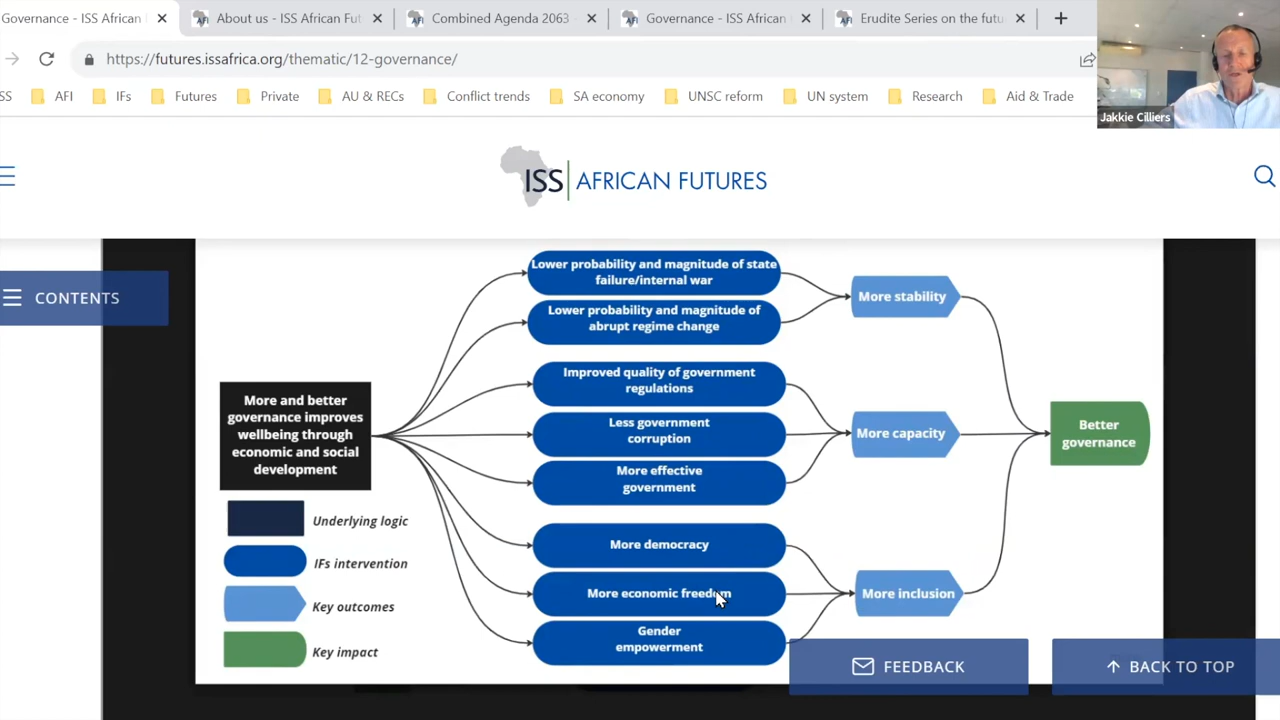 Governance - ISS African
About us - ISS African Fut
Combined Agenda 2063
Governance - ISS African
Erudite Series on the futu
https://futures.issafrica.org/thematic/12-governance/
SS
AFI
IFs
Futures
Private
AU & RECs
Conflict trends
SA economy
UNSC reform
UN system
Research
Aid & Trade
Jakkie Cilliers
ISS AFRICAN FUTURES
CONTENTS
More and better
governance improves
wellbeing through
economic and social
development
Underlying logic
IFs intervention
Key outcomes
Key impact
Lower probability and magnitude of state
failure/internal war
Lower probability and magnitude of
abrupt regime change
Improved quality of government
regulations
Less government
corruption
More effective
government
More democracy
More economic freedom
Gender
empowerment
More stability
More capacity
More inclusion
Better
governance
FEEDBACK
BACK TO TOP